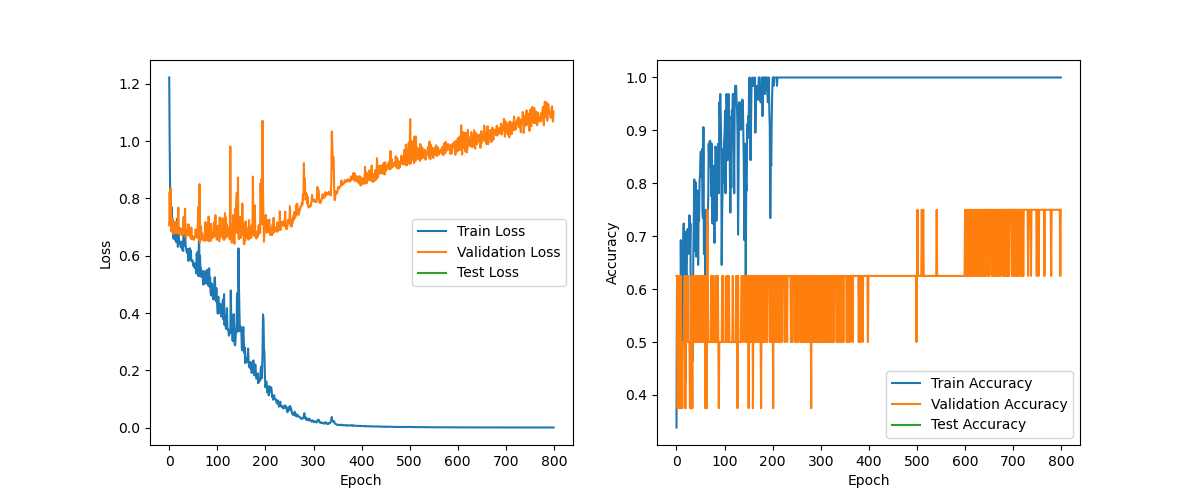 1.2
1.0
0.8
0.6
0.4
0.2
0.0
Loss
0 100 200 300 400 500 600 700 800
Epoch
Train Loss
Validation Loss
Test Loss
1.0
0.9
0.8
0.7
0.6
0.5
0.4
Accuracy
0 100 200 300 400 500 600 700 800
Epoch
Train Accuracy
Validation Accuracy
Test Accuracy